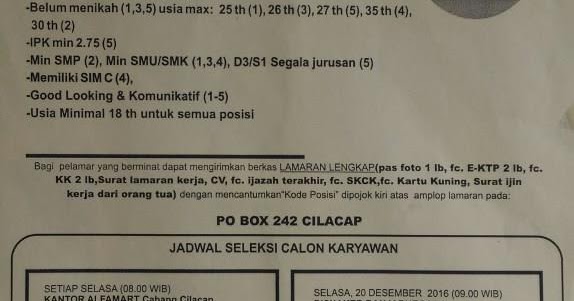 -Belum menikah (1,3,5) usia max: 25 th (1), 26 th (3), 27 th (5), 35 th (4),
30 th (2)
-IPK min 2.75 (5)
-Min SMP (2), Min SMU/SMK (1,3,4), D3/S1 Segala jurusan (5)
-Memiliki SIM C (4),
-Good Looking & Komunikatif (1-5)
-Usia Minimal 18 th untuk semua posisi
Bagi pelamar yang berminat dapat mengirimkan berkas LAMARAN LENGKAP(pas foto 1 lb, fc. E-KTP 2 lb, fc.
KK 2 lb,Surat lamaran kerja, CV, fc. ijazah terakhir, fc. SKCK,fc. Kartu Kuning, Surat ijin
kerja dari orang tua) dengan mencantumkan"Kode Posisi" dipojok kiri atas amplop lamaran pada:
PO BOX 242 CILACAP
JADWAL SELEKSI CALON KARYAWAN
SETIAP SELASA (08.00 WIB)
KANTOR ALFAMART Cabang Cilacap
SELASA, 20 DESEMBER 2016 (09.00 WIB)